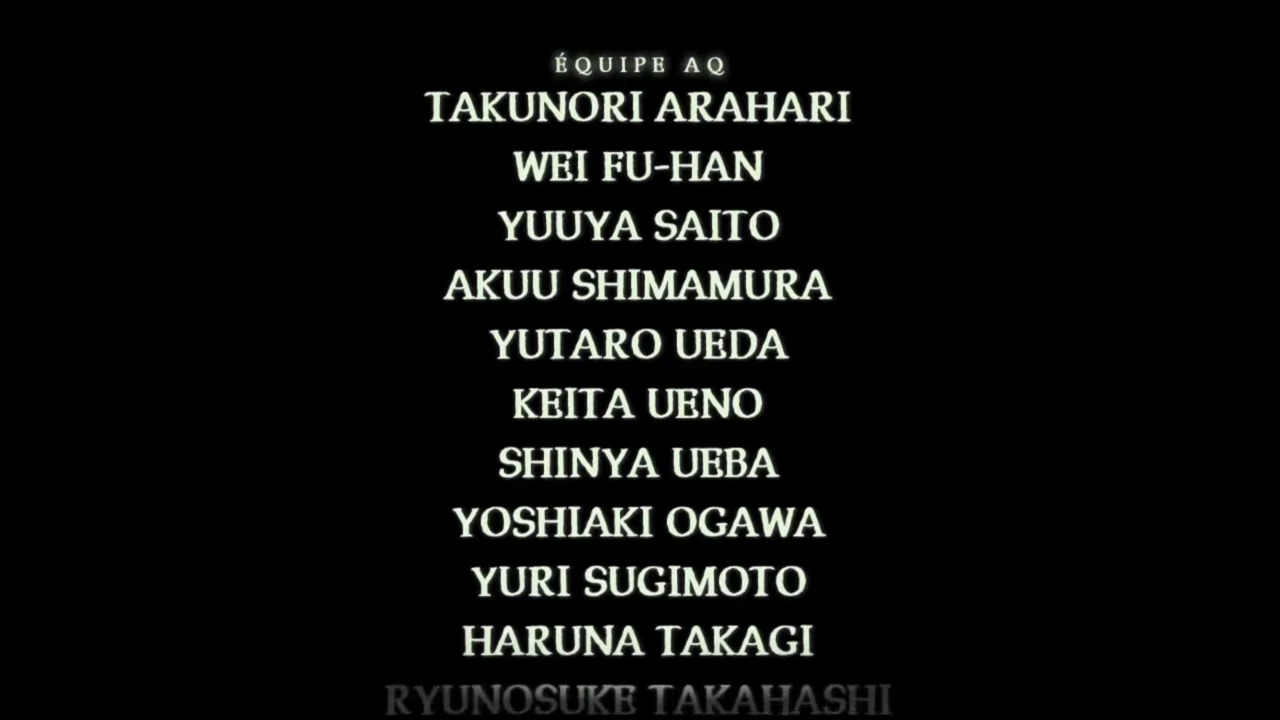 ÉQUIPE AQ
TAKUNORI ARAHARI
WEI FU-HAN
YUUYA SAITO
AKUU SHIMAMURA
YUTARO UEDA
KEITA UENO
SHINYA UEBA
YOSHIAKI OGAWA
YURI SUGIMOTO
HARUNA TAKAGI
RYUNOSUKE TAKAHASHI